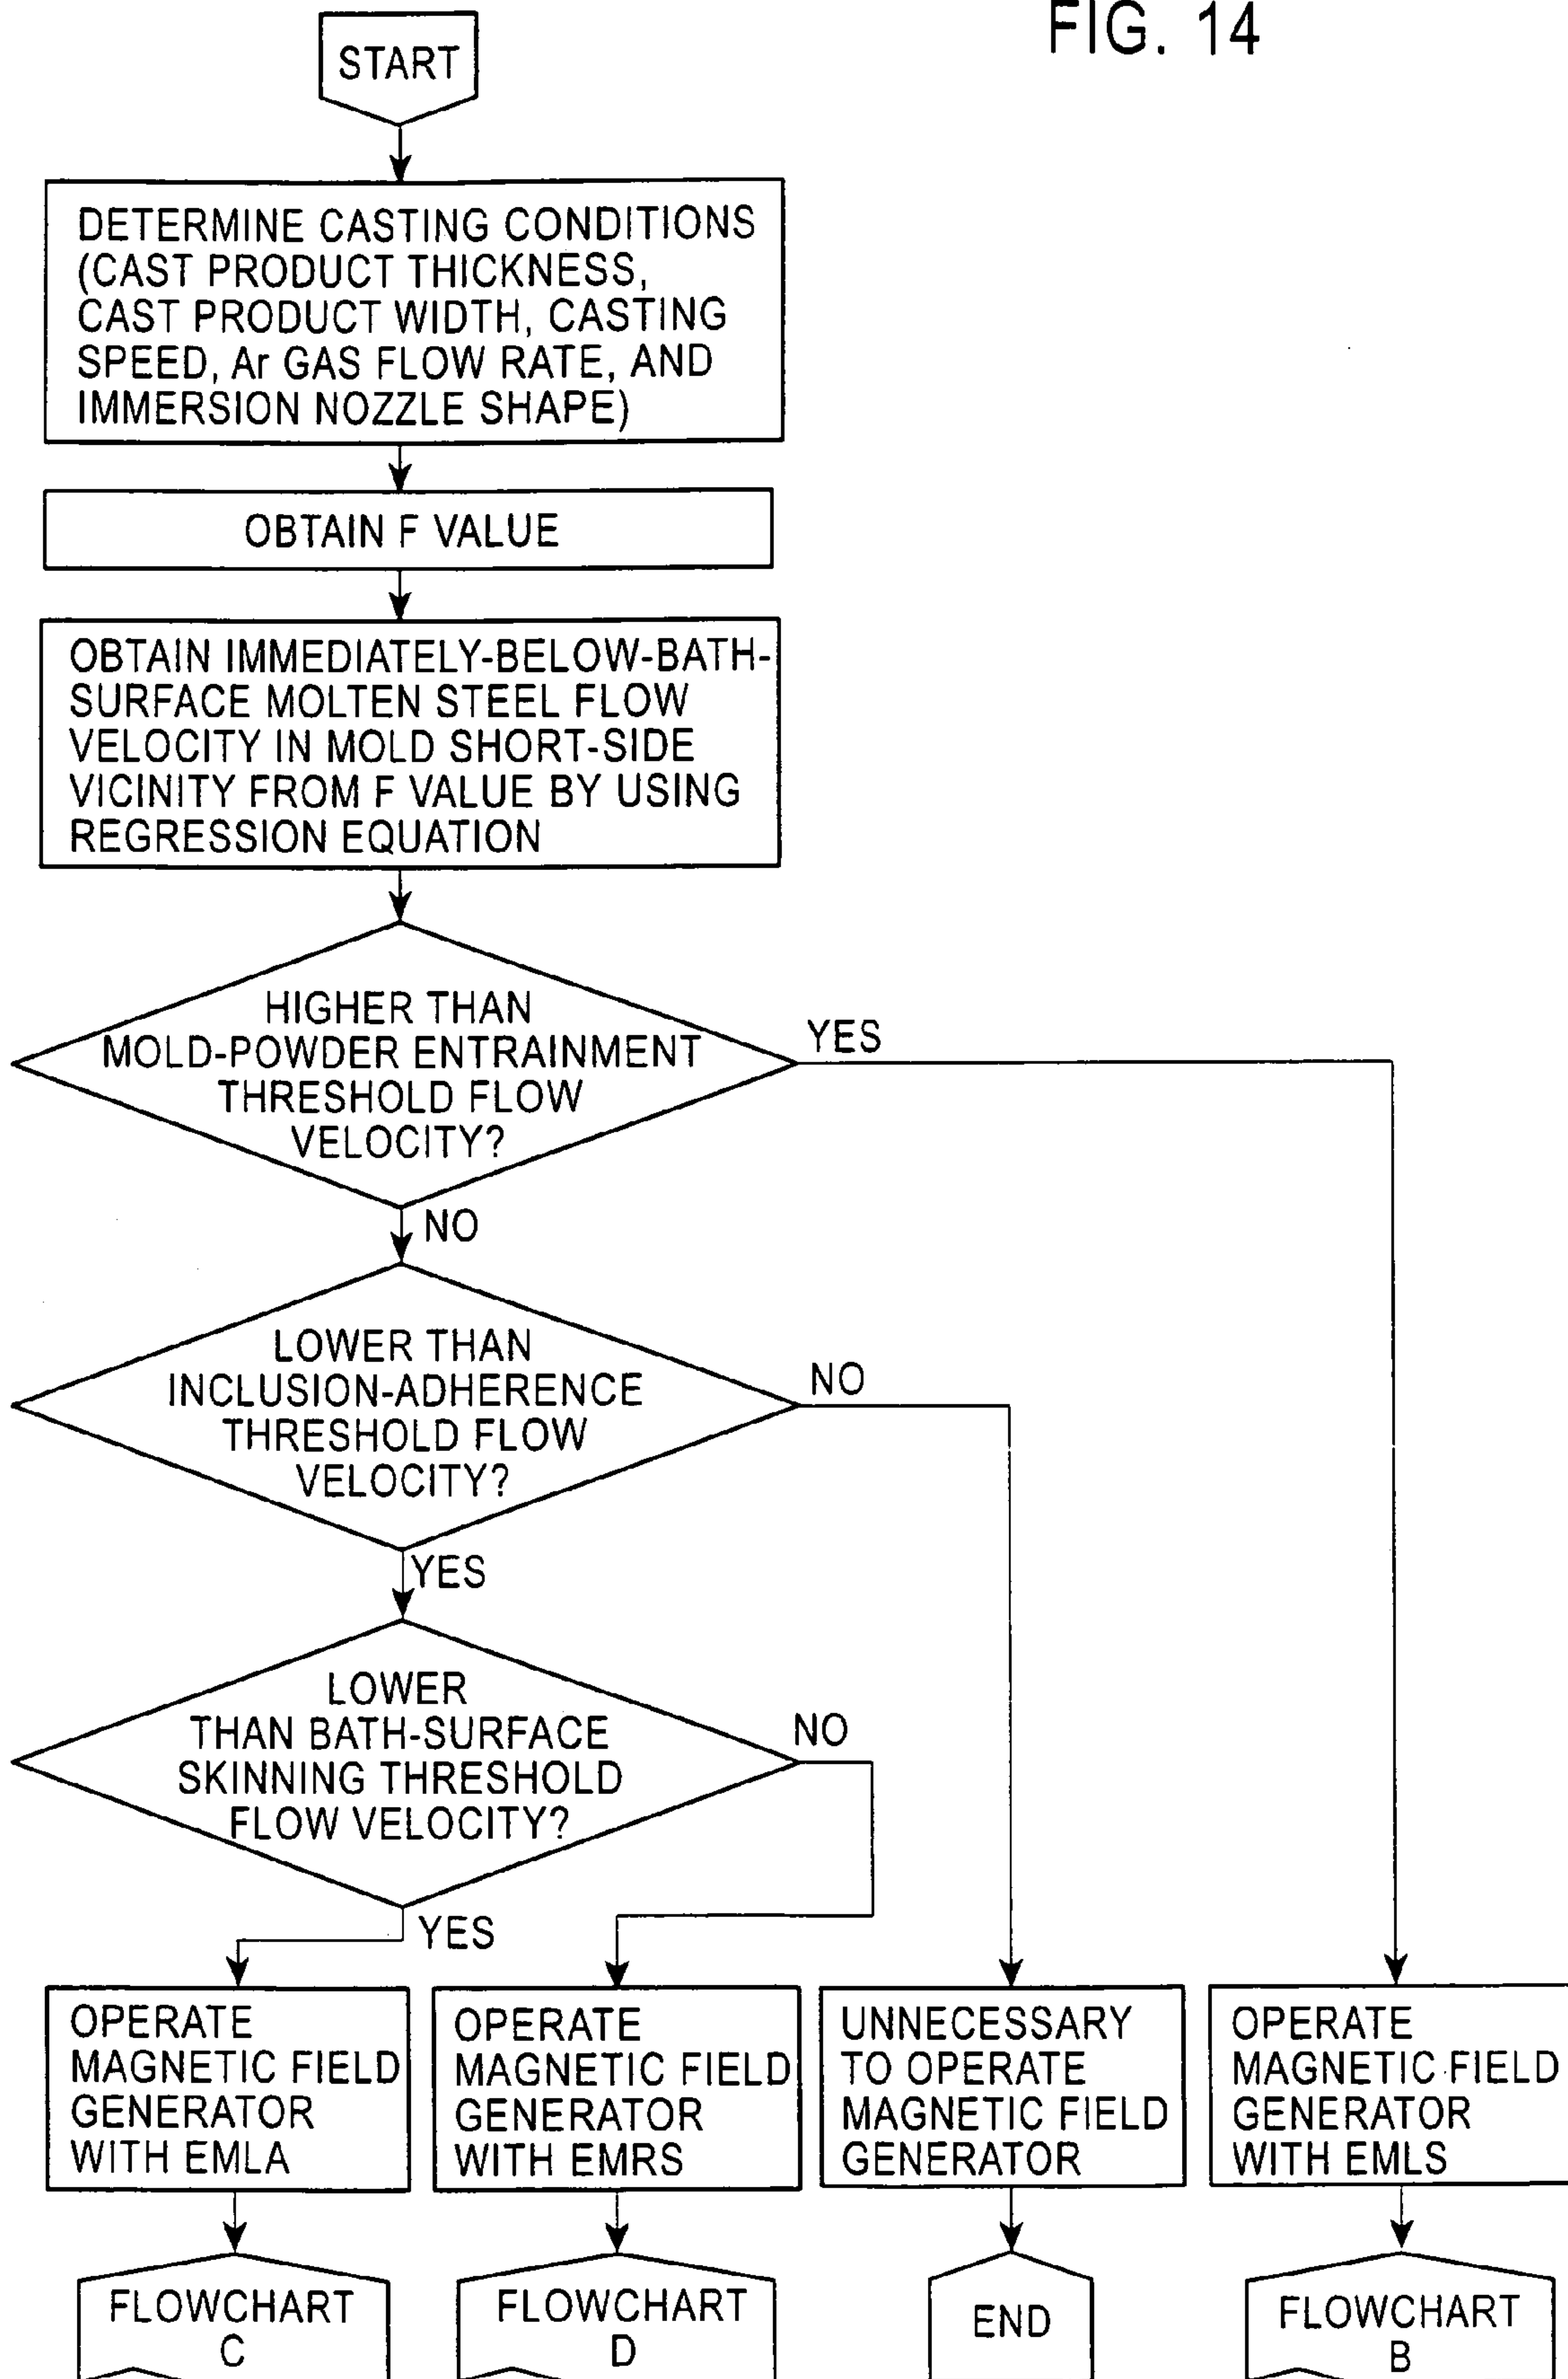 FIG. 14
START
DETERMINE CASTING CONDITIONS
(CAST PRODUCT THICKNESS,
CAST PRODUCT WIDTH, CASTING
SPEED, Ar GAS FLOW RATE, AND
IMMERSION NOZZLE SHAPE)
OBTAIN F VALUE
OBTAIN IMMEDIATELY-BELOW-BATH-
SURFACE MOLTEN STEEL FLOW
VELOCITY IN MOLD SHORT-SIDE
VICINITY FROM F VALUE BY USING
REGRESSION EQUATION
HIGHER THAN
MOLD-POWDER ENTRAINMENT
THRESHOLD FLOW
VELOCITY?
YES
NO
LOWER THAN
INCLUSION-ADHERENCE
THRESHOLD FLOW
VELOCITY?
NO
YES
LOWER
THAN BATH-SURFACE
SKINNING THRESHOLD
FLOW VELOCITY?
NO
YES
OPERATE
MAGNETIC FIELD
GENERATOR
WITH EMLA
OPERATE
MAGNETIC FIELD
GENERATOR
WITH EMRS
UNNECESSARY
TO OPERATE
MAGNETIC FIELD
GENERATOR
OPERATE
MAGNETIC FIELD
GENERATOR
WITH EMLS
FLOWCHART
C
FLOWCHART
D
END
FLOWCHART
B